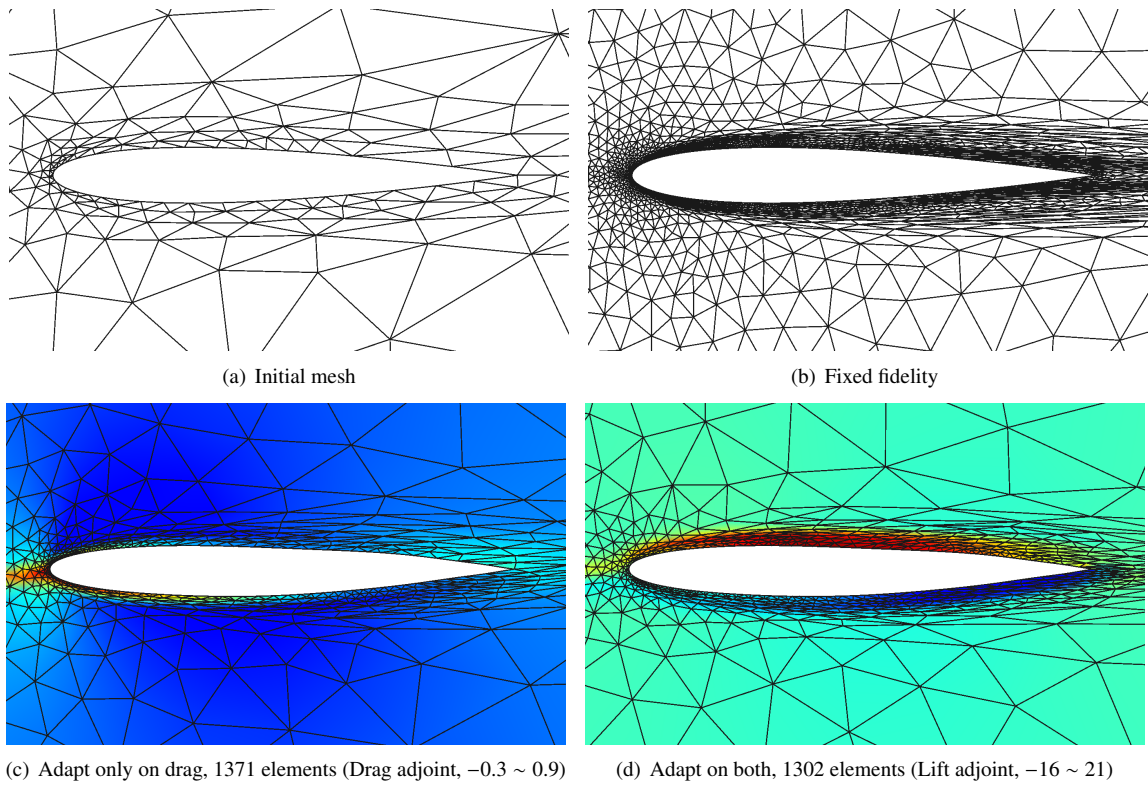 (a) Initial mesh
(b) Fixed fidelity
(c) Adapt only on drag, 1371 elements (Drag adjoint, −0.3 ∼ 0.9)
(d) Adapt on both, 1302 elements (Lift adjoint, −16 ∼ 21)